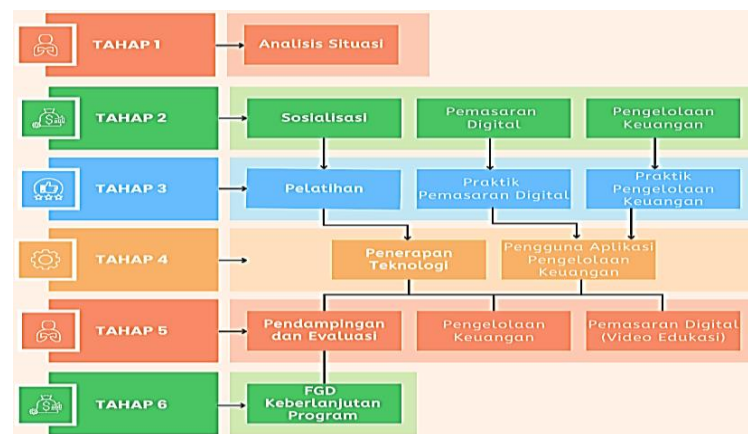 TAHAP 1
Analisis Situasi
TAHAP 2
Sosialisasi
Pemasaran
Digital
Pengelolaan
Keuangan
TAHAP 3
Pelatihan
Praktik
Pemasaran Digital
Praktik
Pengelolaan
Keuangan
TAHAP 4
Penerapan
Teknologi
Pengguna Aplikasi
Pengelolaan
Keuangan
TAHAP 5
Pendampingan
dan Evaluasi
Pengelolaan
Keuangan
Pemasaran Digital
(Video Edukasi)
TAHAP 6
FGD
Keberlanjutan
Program